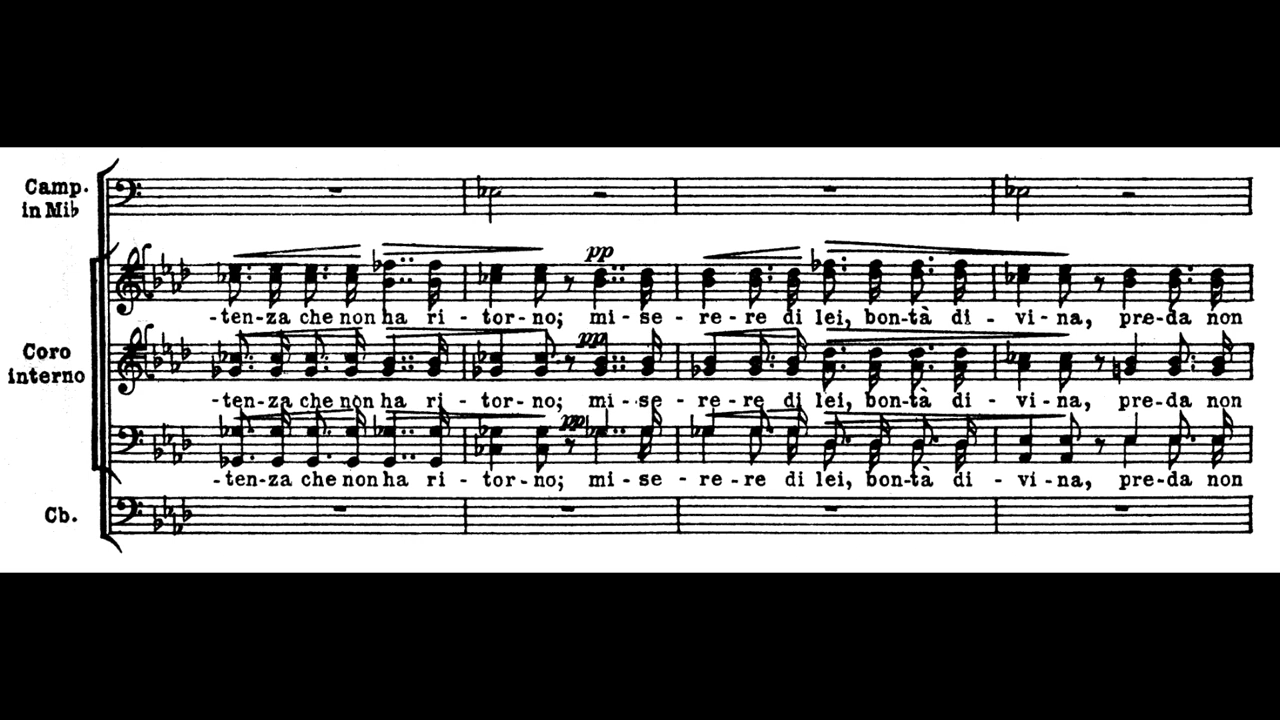 Camp.
in Mi♭
pp
-ten-za che non ha ri - tor-no; mi-se-re-re di lei, bon-tà di - vi-na, pre-da non
Coro
interno
pp
-ten-za che non ha ri - tor-no; mi-se-re-re di lei, bon-tà di - vi-na, pre-da non
pp
-ten-za che non ha ri - tor-no; mi-se-re-re di lei, bon-tà di - vi-na, pre-da non
Cb.